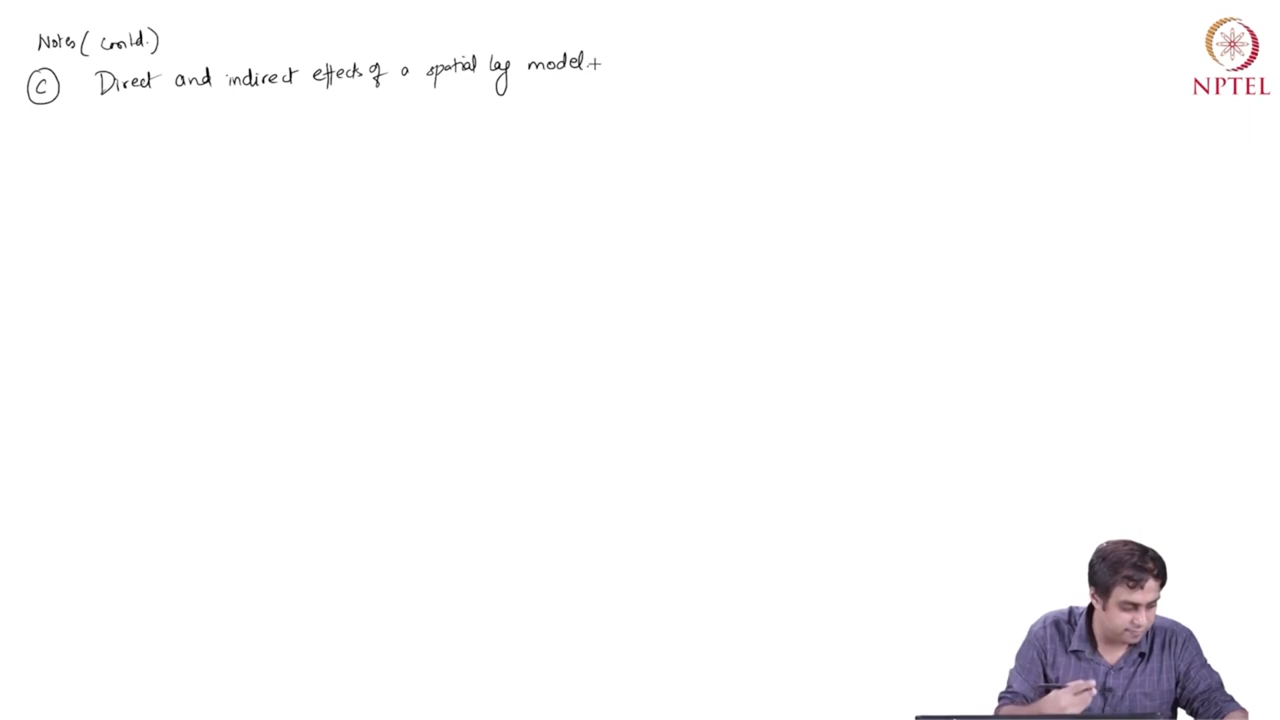 Notes (contd.)
C Direct and indirect effects of a spatial lag model.+
NPTEL